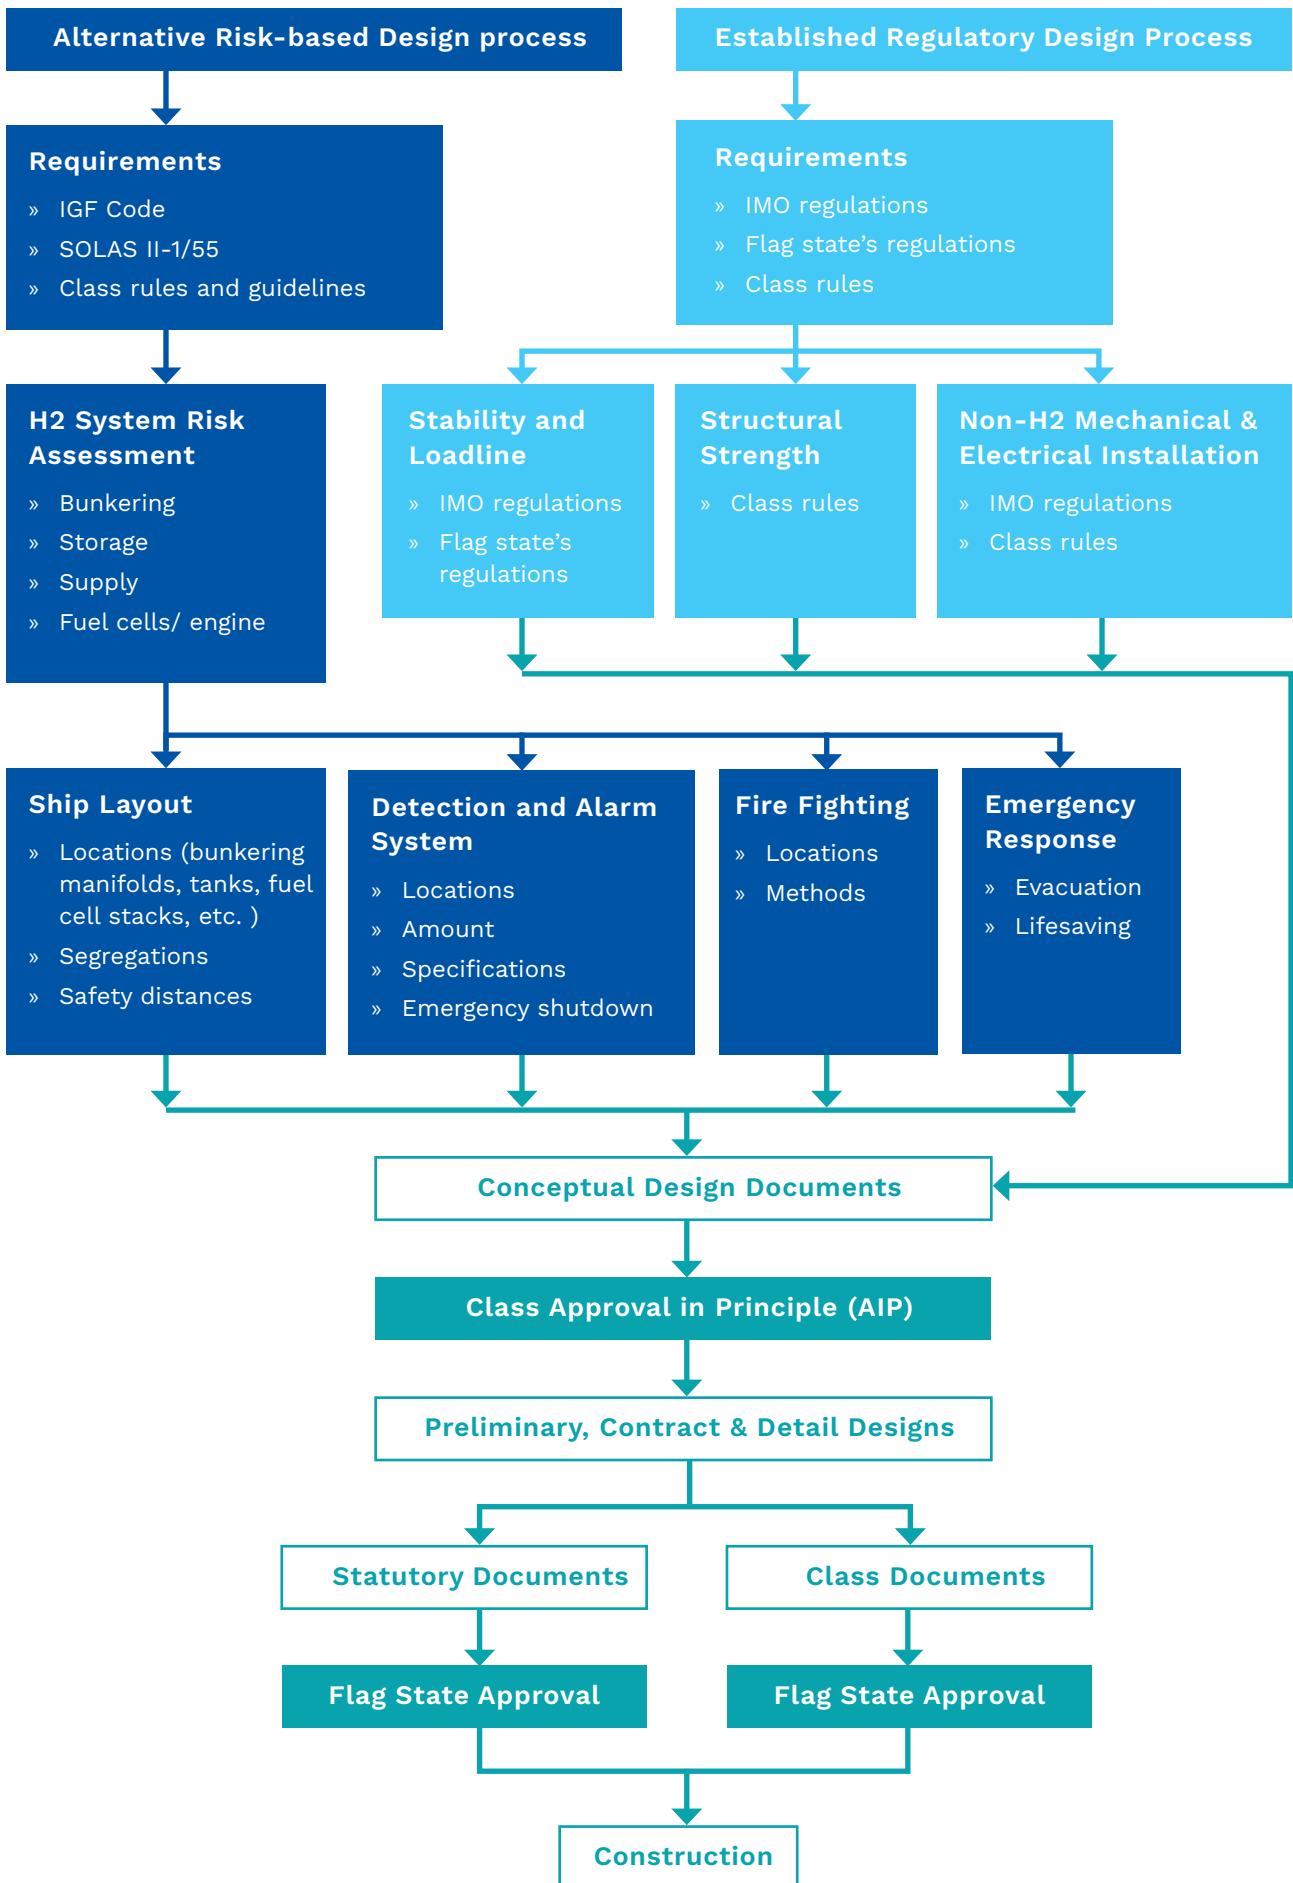 Alternative Risk-based Design process
Established Regulatory Design Process
Requirements
» IGF Code
» SOLAS II-1/55
» Class rules and guidelines
Requirements
» IMO regulations
» Flag state’s regulations
» Class rules
H2 System Risk
Assessment
» Bunkering
» Storage
» Supply
» Fuel cells/ engine
Stability and
Loadline
» IMO regulations
» Flag state’s
regulations
Structural
Strength
» Class rules
Non-H2 Mechanical &
Electrical Installation
» IMO regulations
» Class rules
Ship Layout
» Locations (bunkering
manifolds, tanks, fuel
cell stacks, etc. )
» Segregations
» Safety distances
Detection and Alarm
System
» Locations
» Amount
» Specifications
» Emergency shutdown
Fire Fighting
» Locations
» Methods
Emergency
Response
» Evacuation
» Lifesaving
Conceptual Design Documents
Class Approval in Principle (AIP)
Preliminary, Contract & Detail Designs
Statutory Documents
Class Documents
Flag State Approval
Flag State Approval
Construction